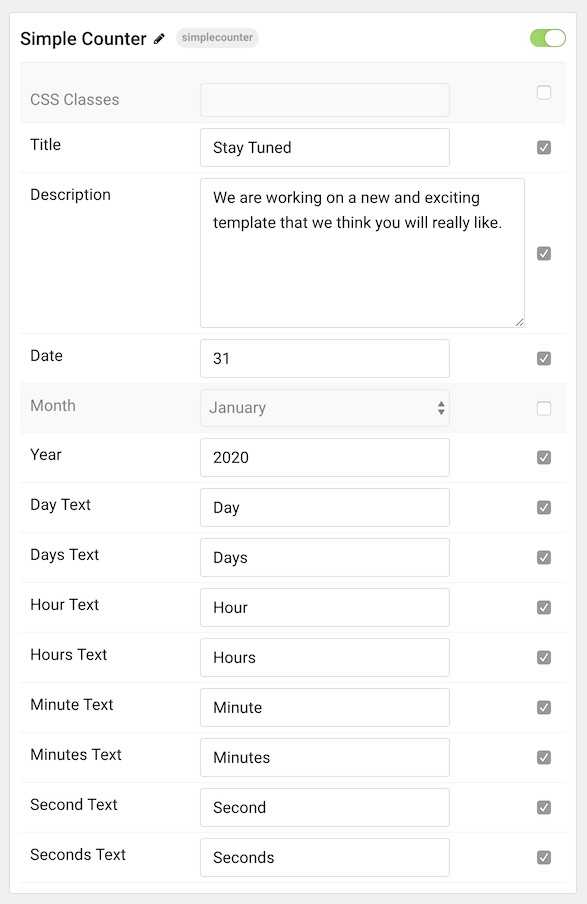 Simple Counter simplecounter
CSS Classes
Title Stay Tuned
Description We are working on a new and exciting
template that we think you will really like.
Date 31
Month January
Year 2020
Day Text Day
Days Text Days
Hour Text Hour
Hours Text Hours
Minute Text Minute
Minutes Text Minutes
Second Text Second
Seconds Text Seconds